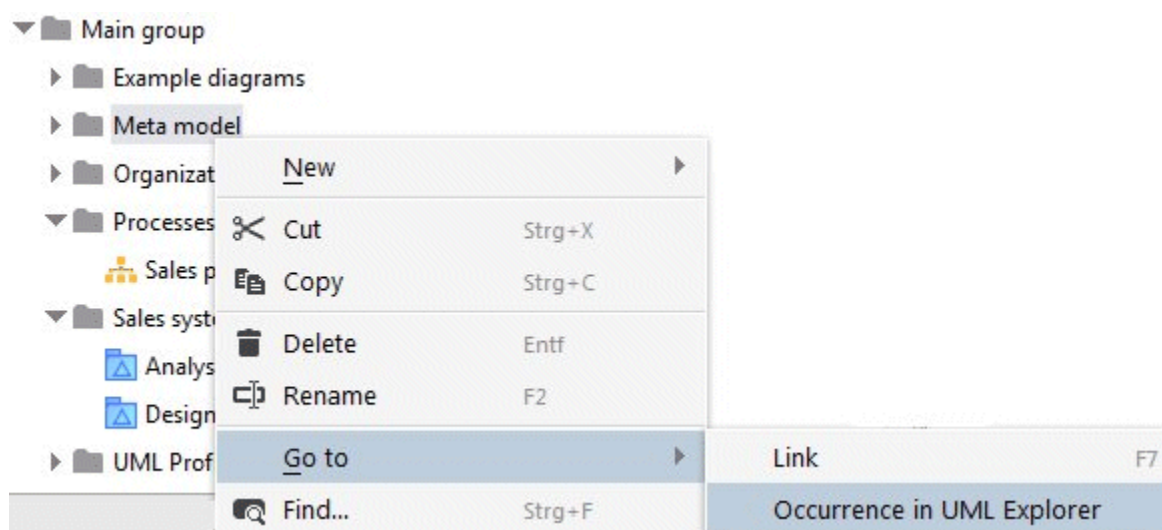 Main group
Example diagrams
Meta model
Organizat
New
Processes
Cut Strg+X
Sales p
Copy Strg+C
Sales syst
Delete Entf
Analys
Rename F2
Design
UML Prof
Go to
Link F7
Find... Strg+F
Occurrence in UML Explorer